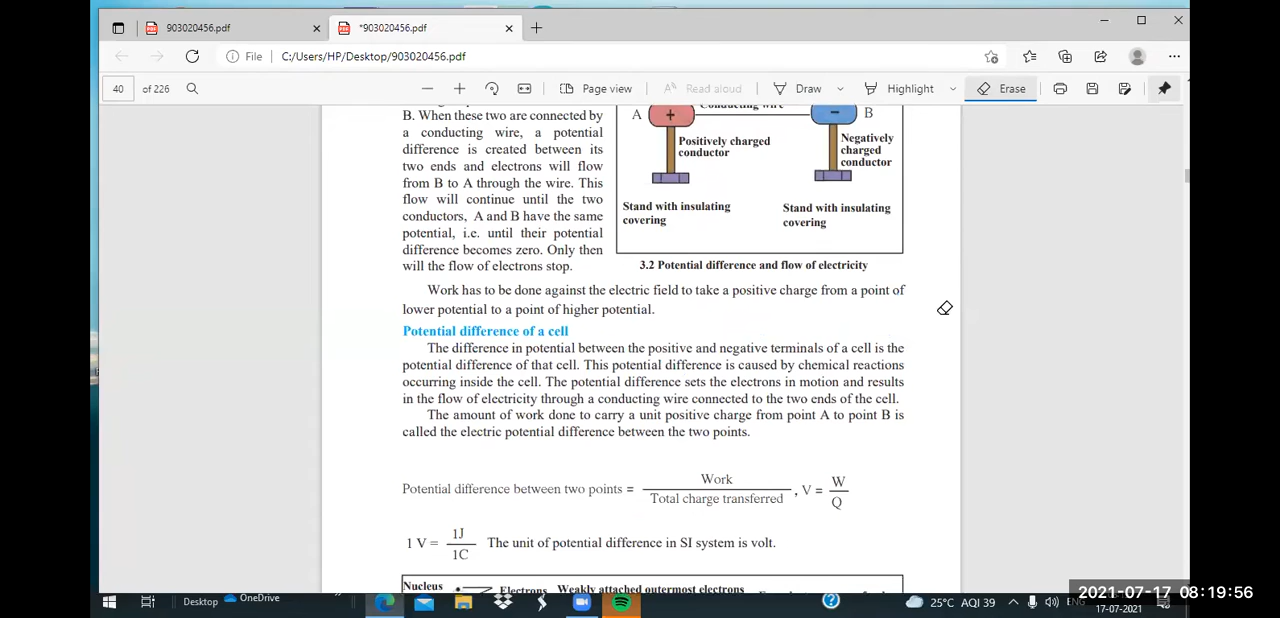 903020456.pdf
*903020456.pdf
File
C:/Users/HP/Desktop/903020456.pdf
40 of 226
Page view
Read aloud
Draw
Highlight
Erase
B. When these two are connected by
a conducting wire, a potential
difference is created between its
two ends and electrons will flow
from B to A through the wire. This
flow will continue until the two
conductors, A and B have the same
potential, i.e. until their potential
difference becomes zero. Only then
will the flow of electrons stop.
A + Conducting wire − B
Positively charged
conductor
Negatively
charged
conductor
Stand with insulating
covering
Stand with insulating
covering
3.2 Potential difference and flow of electricity
Work has to be done against the electric field to take a positive charge from a point of
lower potential to a point of higher potential.
Potential difference of a cell
The difference in potential between the positive and negative terminals of a cell is the
potential difference of that cell. This potential difference is caused by chemical reactions
occurring inside the cell. The potential difference sets the electrons in motion and results
in the flow of electricity through a conducting wire connected to the two ends of the cell.
The amount of work done to carry a unit positive charge from point A to point B is
called the electric potential difference between the two points.
Work
Potential difference between two points = , V =
Total charge transferred
W
Q
1J
1 V =
1C
The unit of potential difference in SI system is volt.
Nucleus
Electrons
Weakly attached outermost electrons
Desktop
OneDrive
25°C AQI 39
ENG
2021-07-17 08:19:56
17-07-2021